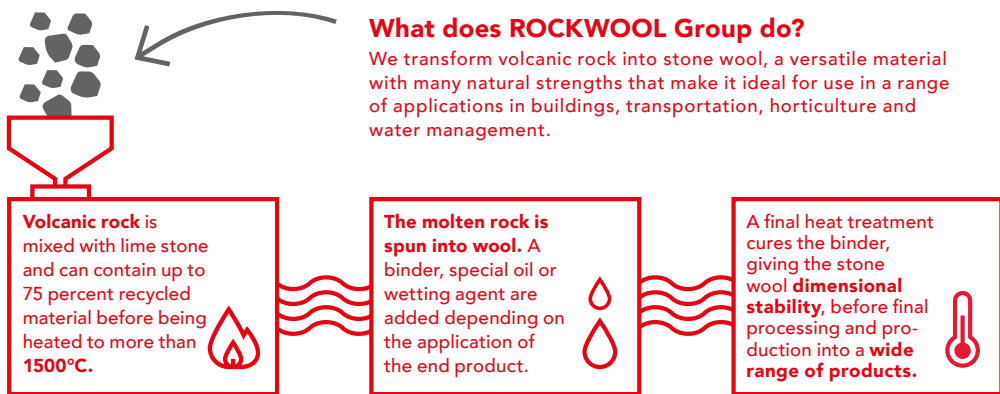 What does ROCKWOOL Group do?
We transform volcanic rock into stone wool, a versatile material
with many natural strengths that make it ideal for use in a range
of applications in buildings, transportation, horticulture and
water management.
Volcanic rock is
mixed with lime stone
and can contain up to
75 percent recycled
material before being
heated to more than
1500°C.
The molten rock is
spun into wool. A
binder, special oil or
wetting agent are
added depending on
the application of
the end product.
A final heat treatment
cures the binder,
giving the stone
wool dimensional
stability, before final
processing and pro-
duction into a wide
range of products.